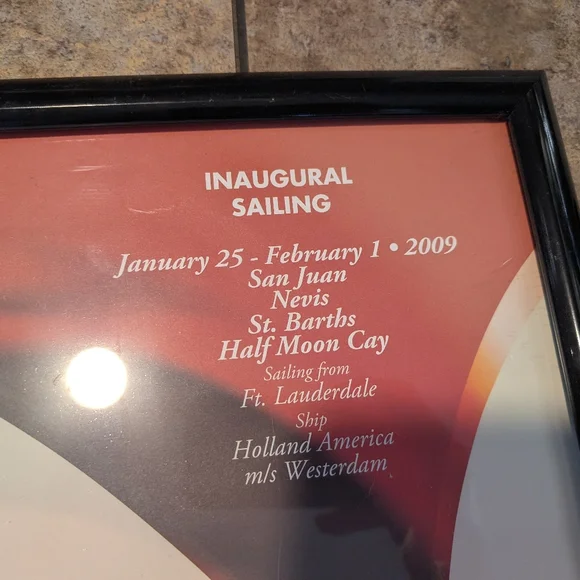 INAUGURAL
SAILING
January 25 - February 1 • 2009
San Juan
Nevis
St. Barths
Half Moon Cay
Sailing from
Ft. Lauderdale
Ship
Holland America
m/s Westerdam